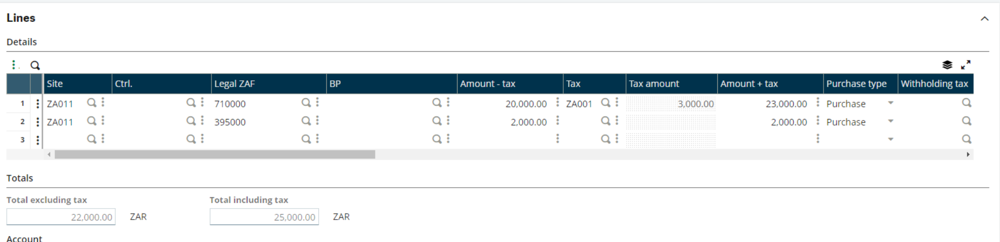 Lines
Details
Site Ctrl. Legal ZAF BP Amount - tax Tax Tax amount Amount + tax Purchase type Withholding tax
1 ZA011 710000 20,000.00 ZA001 3,000.00 23,000.00 Purchase
2 ZA011 395000 2,000.00 2,000.00 Purchase
3
Totals
Total excluding tax Total including tax
22,000.00 ZAR 25,000.00 ZAR
Account